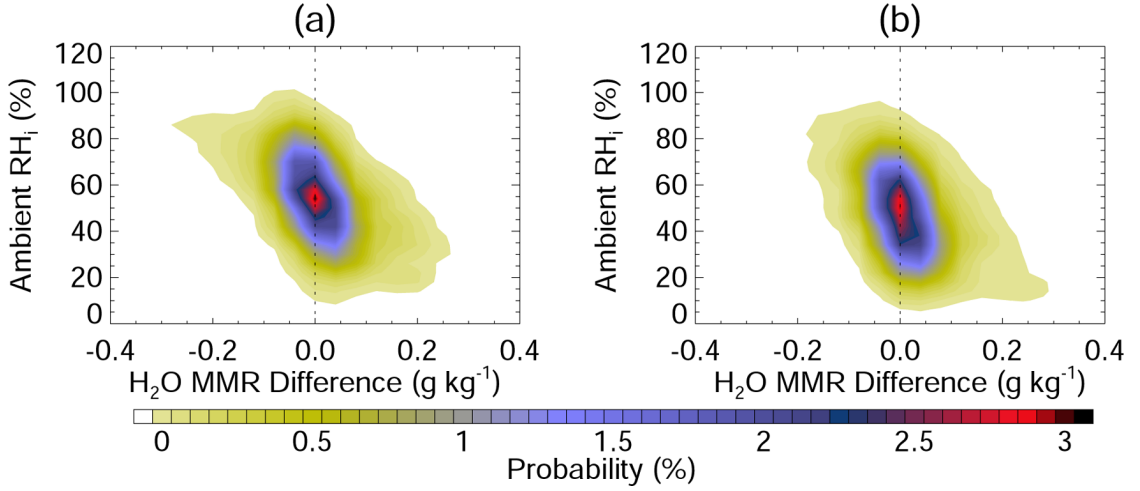 (a)
(b)
120
100
80
60
40
20
0
Ambient RHi (%)
-0.4 -0.2 0.0 0.2 0.4
H2O MMR Difference (g kg-1)
120
100
80
60
40
20
0
Ambient RHi (%)
-0.4 -0.2 0.0 0.2 0.4
H2O MMR Difference (g kg-1)
0 0.5 1 1.5 2 2.5 3
Probability (%)